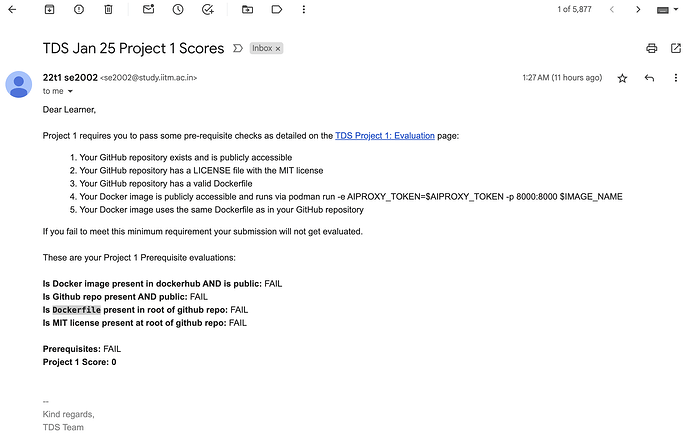 1 of 5,877
TDS Jan 25 Project 1 Scores
Inbox ×
22t1 se2002 <se2002@study.iitm.ac.in>
1:27 AM (11 hours ago)
to me
Dear Learner,
Project 1 requires you to pass some pre-requisite checks as detailed on the TDS Project 1: Evaluation page:
1. Your GitHub repository exists and is publicly accessible
2. Your GitHub repository has a LICENSE file with the MIT license
3. Your GitHub repository has a valid Dockerfile
4. Your Docker image is publicly accessible and runs via podman run -e AIPROXY_TOKEN=$AIPROXY_TOKEN -p 8000:8000 $IMAGE_NAME
5. Your Docker image uses the same Dockerfile as in your GitHub repository
If you fail to meet this minimum requirement your submission will not get evaluated.
These are your Project 1 Prerequisite evaluations:
Is Docker image present in dockerhub AND is public: FAIL
Is Github repo present AND public: FAIL
Is Dockerfile present in root of github repo: FAIL
Is MIT license present at root of github repo: FAIL
Prerequisites: FAIL
Project 1 Score: 0
--
Kind regards,
TDS Team